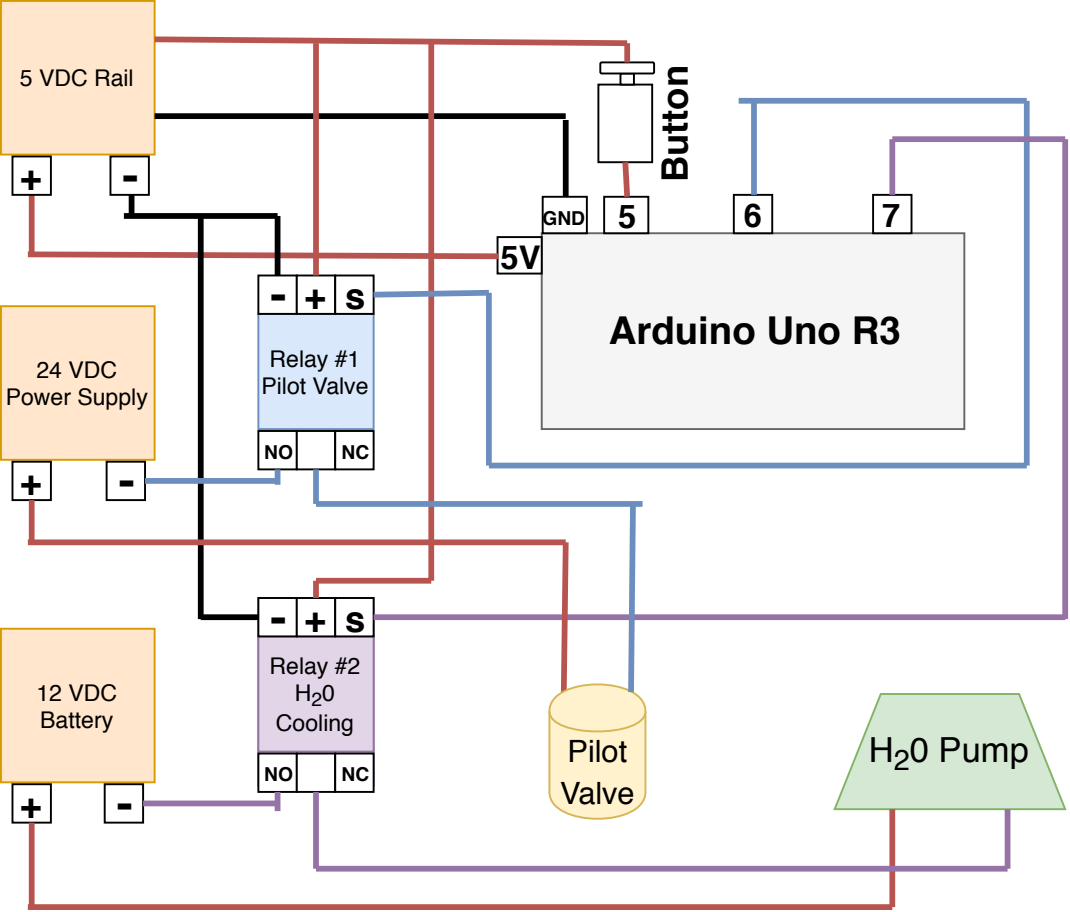 5 VDC Rail
+
-
Button
GND
5
6
7
5V
Arduino Uno R3
-
+
S
Relay #1
Pilot Valve
NO
NC
24 VDC
Power Supply
+
-
-
+
S
Relay #2
H₂0
Cooling
NO
NC
12 VDC
Battery
+
-
Pilot
Valve
H₂0 Pump